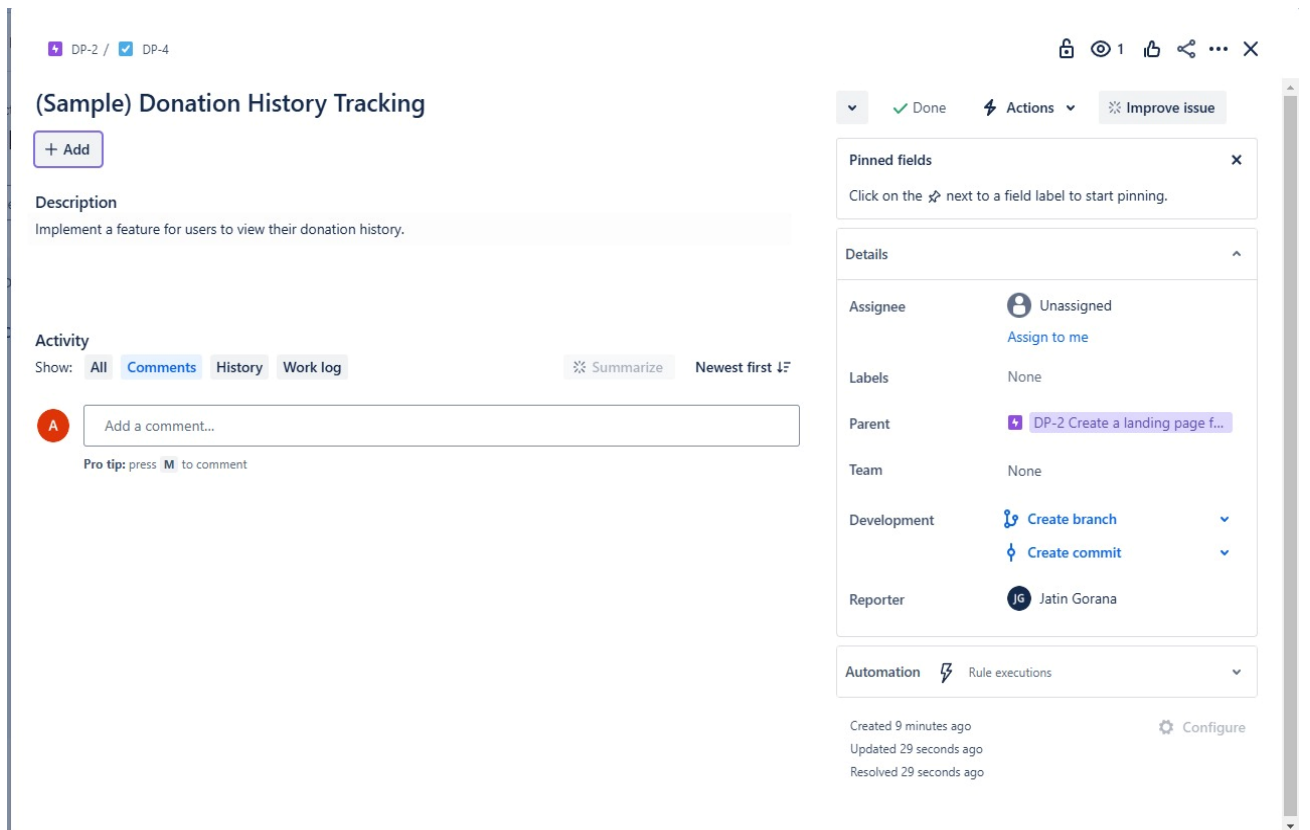 DP-2 / DP-4
1
(Sample) Donation History Tracking
+ Add
Description
Implement a feature for users to view their donation history.
Activity
Show: All Comments History Work log
Summarize Newest first
A Add a comment...
Pro tip: press M to comment
Done Actions Improve issue
Pinned fields
Click on the next to a field label to start pinning.
Details
Assignee Unassigned
Assign to me
Labels None
Parent DP-2 Create a landing page f...
Team None
Development Create branch
Create commit
Reporter JG Jatin Gorana
Automation Rule executions
Created 9 minutes ago Configure
Updated 29 seconds ago
Resolved 29 seconds ago